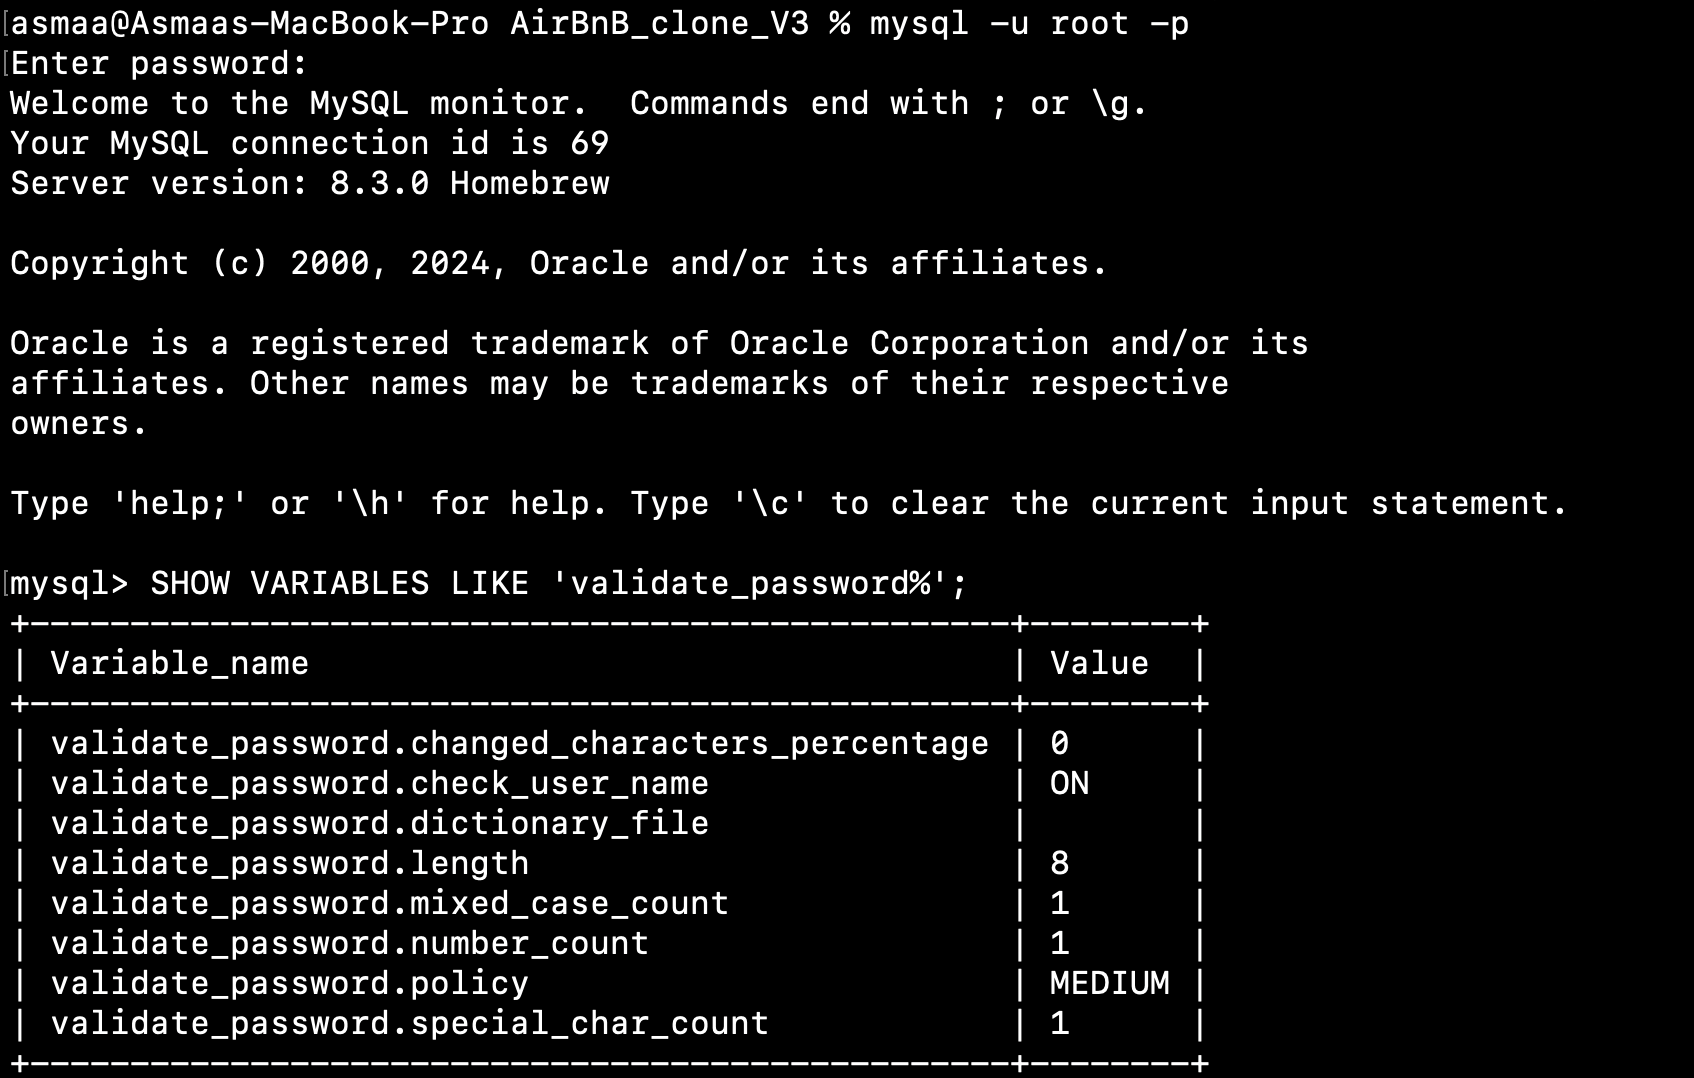 [asmaa@Asmaas-MacBook-Pro AirBnB_clone_V3 % mysql -u root -p
[Enter password:
Welcome to the MySQL monitor.  Commands end with ; or \g.
Your MySQL connection id is 69
Server version: 8.3.0 Homebrew
Copyright (c) 2000, 2024, Oracle and/or its affiliates.
Oracle is a registered trademark of Oracle Corporation and/or its
affiliates. Other names may be trademarks of their respective
owners.
Type 'help;' or '\h' for help. Type '\c' to clear the current input statement.
[mysql> SHOW VARIABLES LIKE 'validate_password%';
+-------------------------------------------------+--------+
| Variable_name                                   | Value  |
+-------------------------------------------------+--------+
| validate_password.changed_characters_percentage | 0      |
| validate_password.check_user_name               | ON     |
| validate_password.dictionary_file               |        |
| validate_password.length                        | 8      |
| validate_password.mixed_case_count              | 1      |
| validate_password.number_count                  | 1      |
| validate_password.policy                        | MEDIUM |
| validate_password.special_char_count            | 1      |
+-------------------------------------------------+--------+